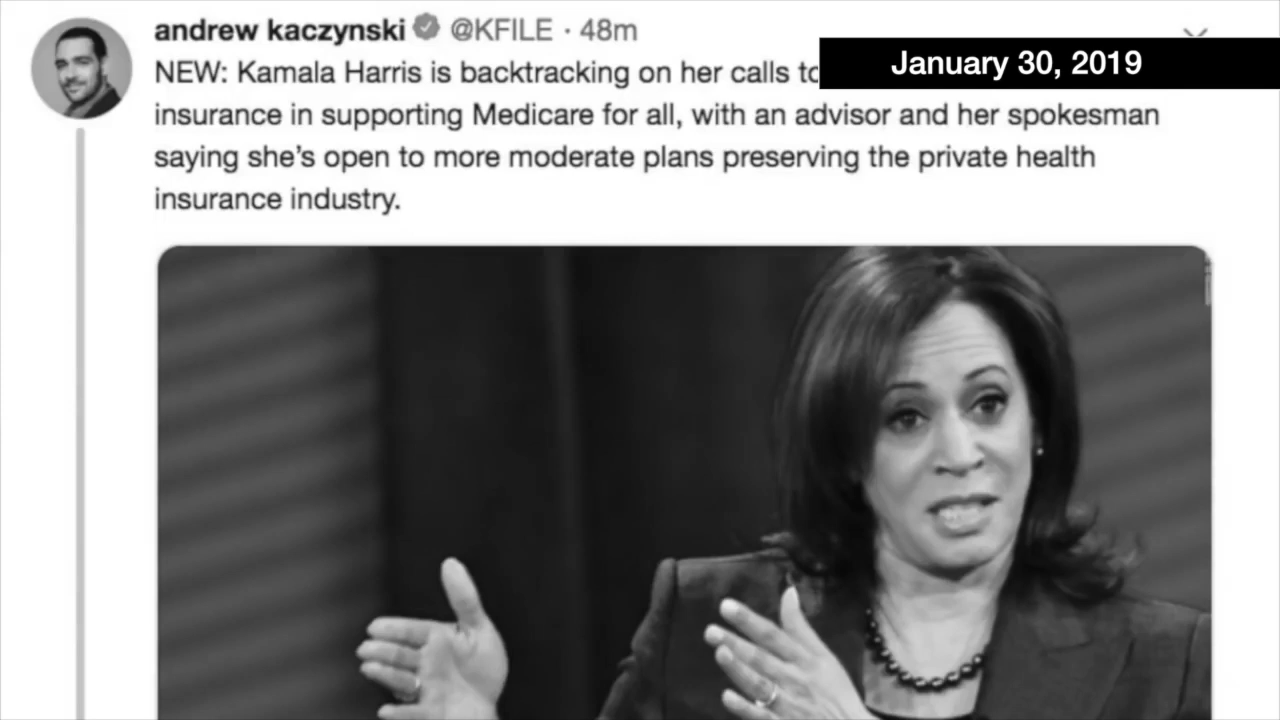 andrew kaczynski @KFILE · 48m
January 30, 2019
NEW: Kamala Harris is backtracking on her calls to
insurance in supporting Medicare for all, with an advisor and her spokesman
saying she's open to more moderate plans preserving the private health
insurance industry.